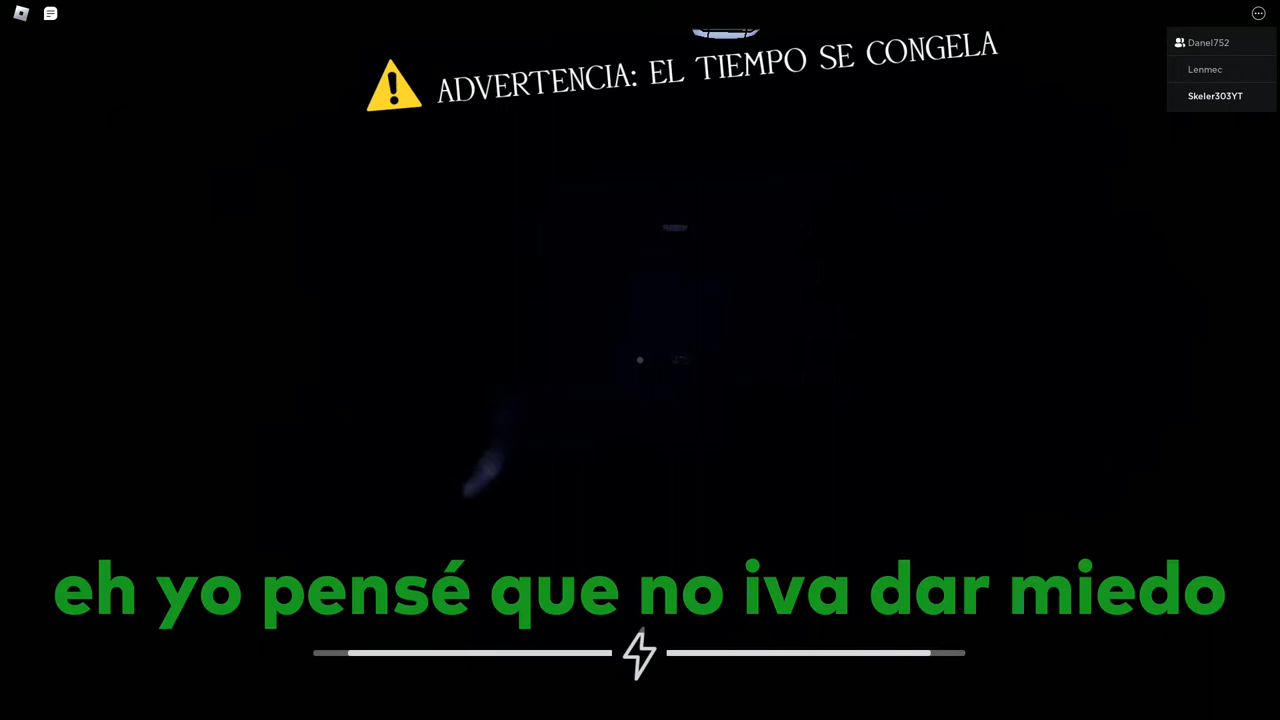 Danel752
⚠ ADVERTENCIA: EL TIEMPO SE CONGELA
Lenmec
Skeler303YT
eh yo pensé que no iva dar miedo